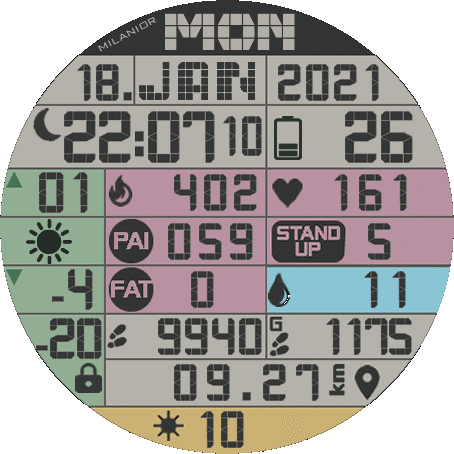 MILANIOR MON
18. JAN 2021
22:07 10 26
01 402 161
PAI 059 STAND UP 5
-4 FAT 0 11
-20 9940 G 1175
09.27 km
10